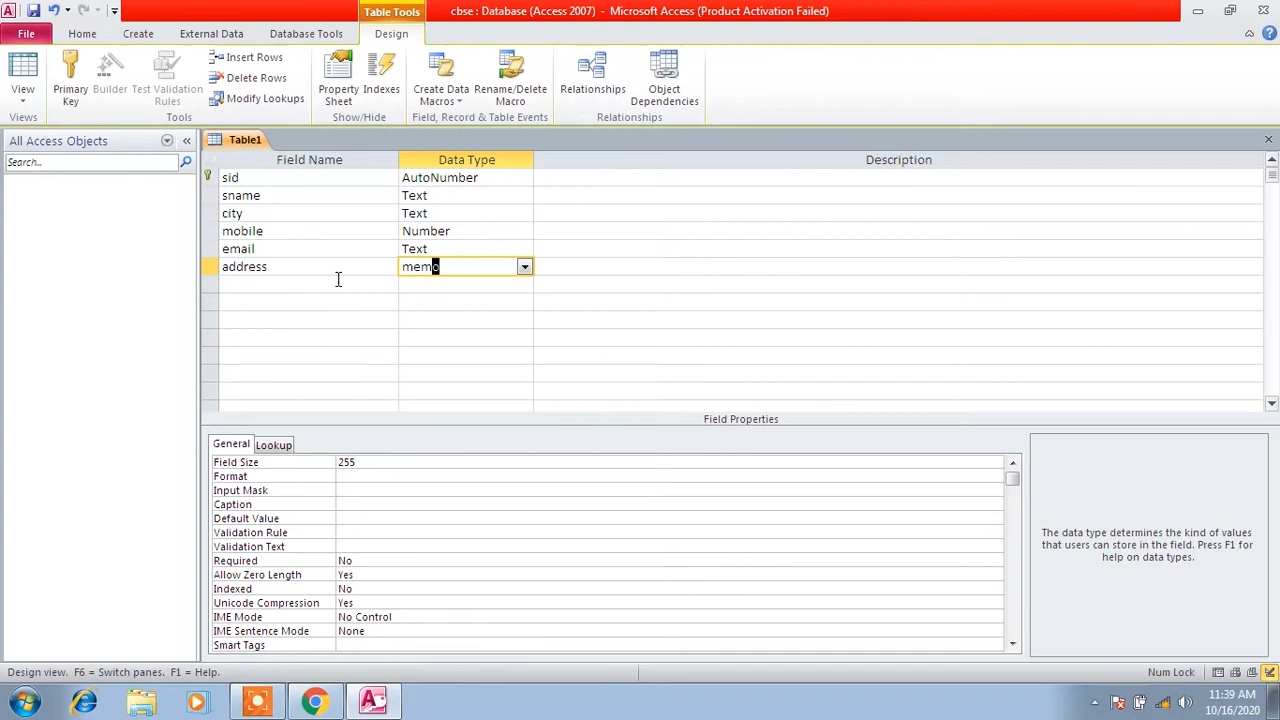 Table Tools
cbse : Database (Access 2007) - Microsoft Access (Product Activation Failed)
File Home Create External Data Database Tools Design
View
Primary Key
Builder
Test Validation Rules
Insert Rows
Delete Rows
Modify Lookups
Property Sheet
Indexes
Create Data Macros
Rename/Delete Macro
Relationships
Object Dependencies
Views Tools Show/Hide Field, Record & Table Events Relationships
All Access Objects
Search..
Table1
Field Name Data Type Description
sid AutoNumber
sname Text
city Text
mobile Number
email Text
address memo
Field Properties
General Lookup
Field Size 255
Format
Input Mask
Caption
Default Value
Validation Rule
Validation Text
Required No
Allow Zero Length Yes
Indexed No
Unicode Compression Yes
IME Mode No Control
IME Sentence Mode None
Smart Tags
The data type determines the kind of values
that users can store in the field. Press F1 for
help on data types.
Design view. F6 = Switch panes. F1 = Help.
Num Lock
11:39 AM
10/16/2020